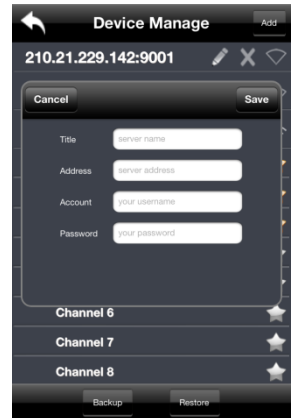 Device Manage Add
210.21.229.142:9001
Cancel Save
Title server name
Address server address
Account your username
Password your password
Channel 6
Channel 7
Channel 8
Backup Restore